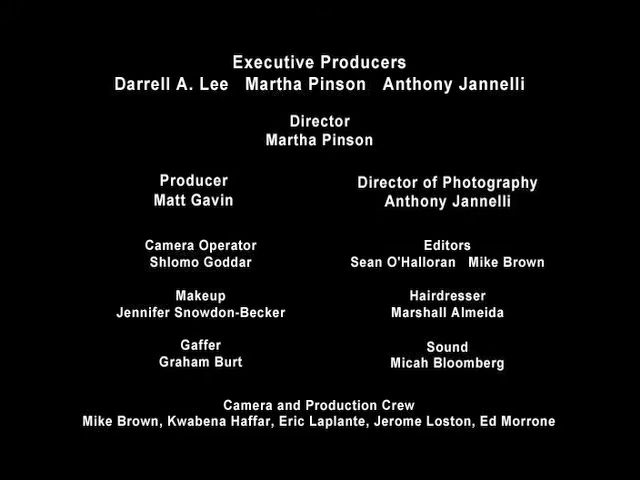 Executive Producers
Darrell A. Lee   Martha Pinson   Anthony Jannelli
Director
Martha Pinson
Producer
Matt Gavin
Director of Photography
Anthony Jannelli
Camera Operator
Shlomo Goddar
Editors
Sean O'Halloran   Mike Brown
Makeup
Jennifer Snowdon-Becker
Hairdresser
Marshall Almeida
Gaffer
Graham Burt
Sound
Micah Bloomberg
Camera and Production Crew
Mike Brown, Kwabena Haffar, Eric Laplante, Jerome Loston, Ed Morrone